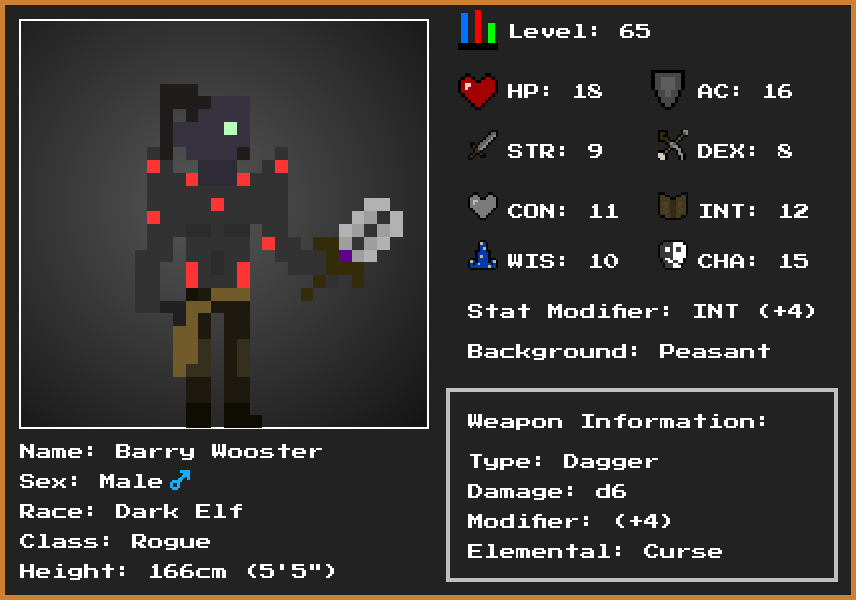 Level: 65
HP: 18
AC: 16
STR: 9
DEX: 8
CON: 11
INT: 12
WIS: 10
CHA: 15
Stat Modifier: INT (+4)
Background: Peasant
Weapon Information:
Type: Dagger
Damage: d6
Modifier: (+4)
Elemental: Curse
Name: Barry Wooster
Sex: Male♂
Race: Dark Elf
Class: Rogue
Height: 166cm (5'5")